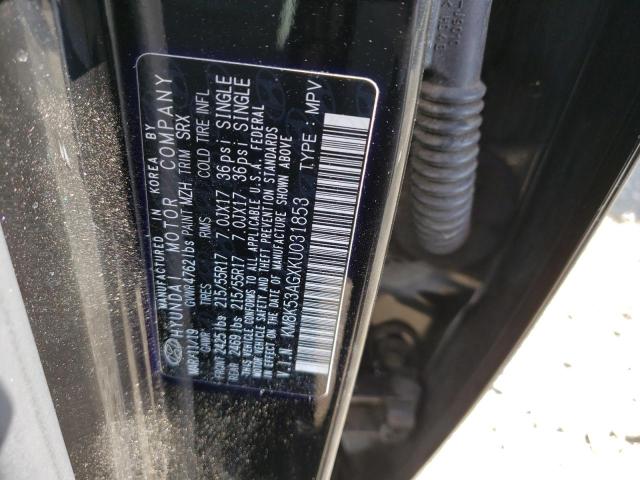 MANUFACTURED IN KOREA BY
HYUNDAI MOTOR COMPANY
GVWR 4762 lbs PAINT MZH TRIM SRX
GAWR TIRES RIMS COLD TIRE INFL
FRONT 2425 lbs 215/55R17 7.0JX17 36psi SINGLE
REAR 2469 lbs 215/55R17 7.0JX17 36psi SINGLE
THIS VEHICLE CONFORMS TO ALL APPLICABLE U.S.A. FEDERAL
MOTOR VEHICLE SAFETY, BUMPER, AND THEFT PREVENTION STANDARDS
IN EFFECT ON THE DATE OF MANUFACTURE SHOWN ABOVE
V.I.N: KM8K53AGXKU031853 TYPE: MPV